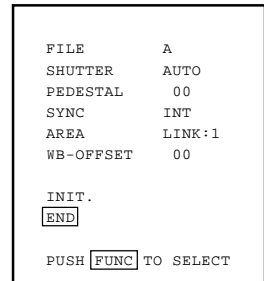 FILE A
SHUTTER AUTO
PEDESTAL 00
SYNC INT
AREA LINK:1
WB-OFFSET 00
INIT.
END
PUSH FUNC TO SELECT